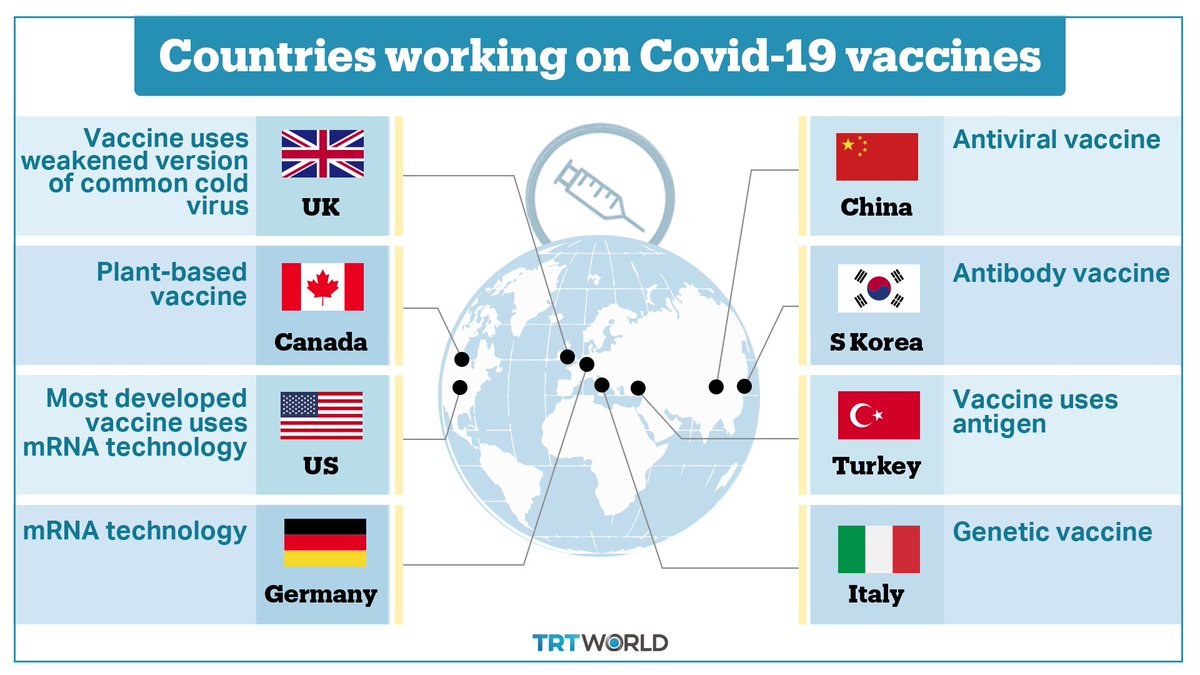 Countries working on Covid-19 vaccines
Vaccine uses
weakened version
of common cold
virus
UK
Plant-based
vaccine
Canada
Most developed
vaccine uses
mRNA technology
US
mRNA technology
Germany
China
Antiviral vaccine
S Korea
Antibody vaccine
Turkey
Vaccine uses
antigen
Italy
Genetic vaccine
TRT WORLD